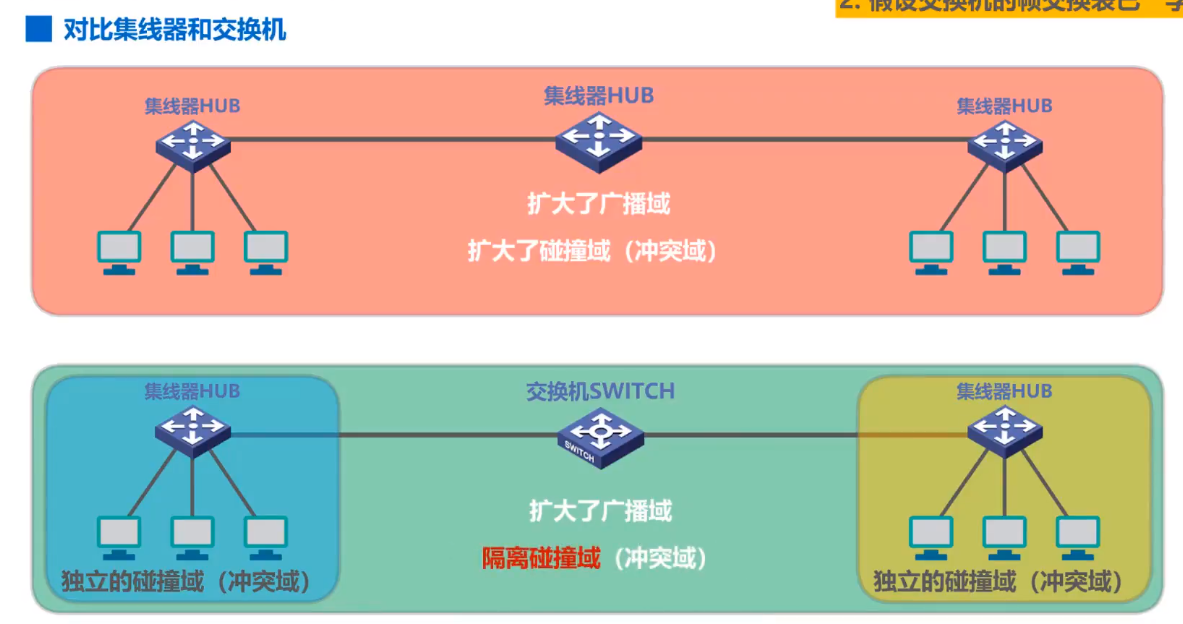 2. 假设交换机的帧交换表已
对比集线器和交换机
集线器HUB
集线器HUB
集线器HUB
扩大了广播域
扩大了碰撞域（冲突域）
集线器HUB
交换机SWITCH
集线器HUB
SWITCH
扩大了广播域
隔离碰撞域（冲突域）
独立的碰撞域（冲突域）
独立的碰撞域（冲突域）